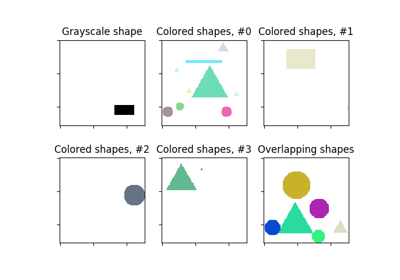 Grayscale shape
Colored shapes, #0
Colored shapes, #1
Colored shapes, #2
Colored shapes, #3
Overlapping shapes